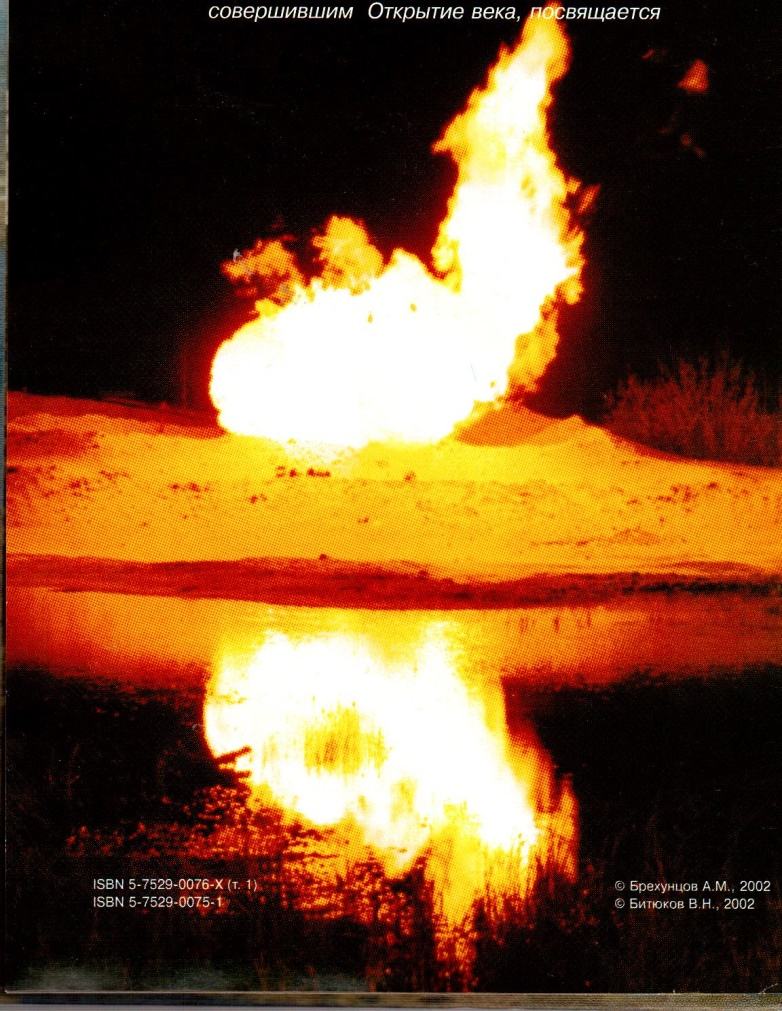 совершившим Открытие века, посвящается
ISBN 5-7529-0076-X (т. 1)
ISBN 5-7529-0075-1
© Брехунцов А.М., 2002
© Битюков В.Н., 2002